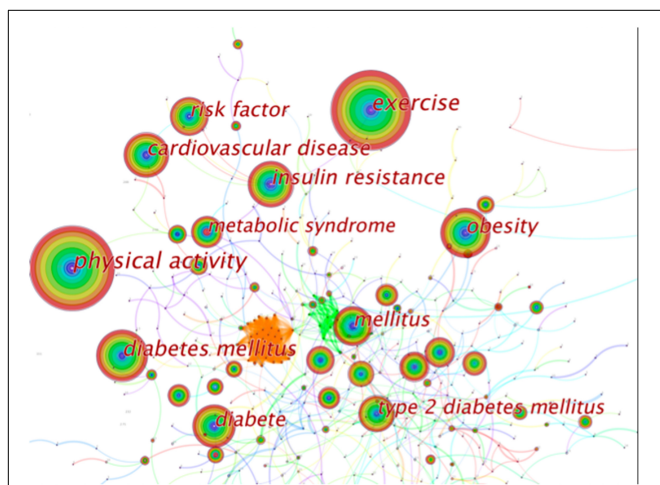 exercise
risk factor
cardiovascular disease
insulin resistance
metabolic syndrome
obesity
physical activity
mellitus
diabetes mellitus
type 2 diabetes mellitus
diabete